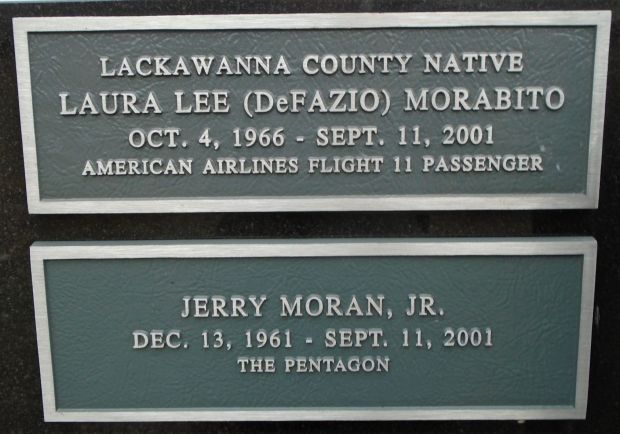 LACKAWANNA COUNTY NATIVE
LAURA LEE (DeFAZIO) MORABITO
OCT. 4, 1966 - SEPT. 11, 2001
AMERICAN AIRLINES FLIGHT 11 PASSENGER
JERRY MORAN, JR.
DEC. 13, 1961 - SEPT. 11, 2001
THE PENTAGON